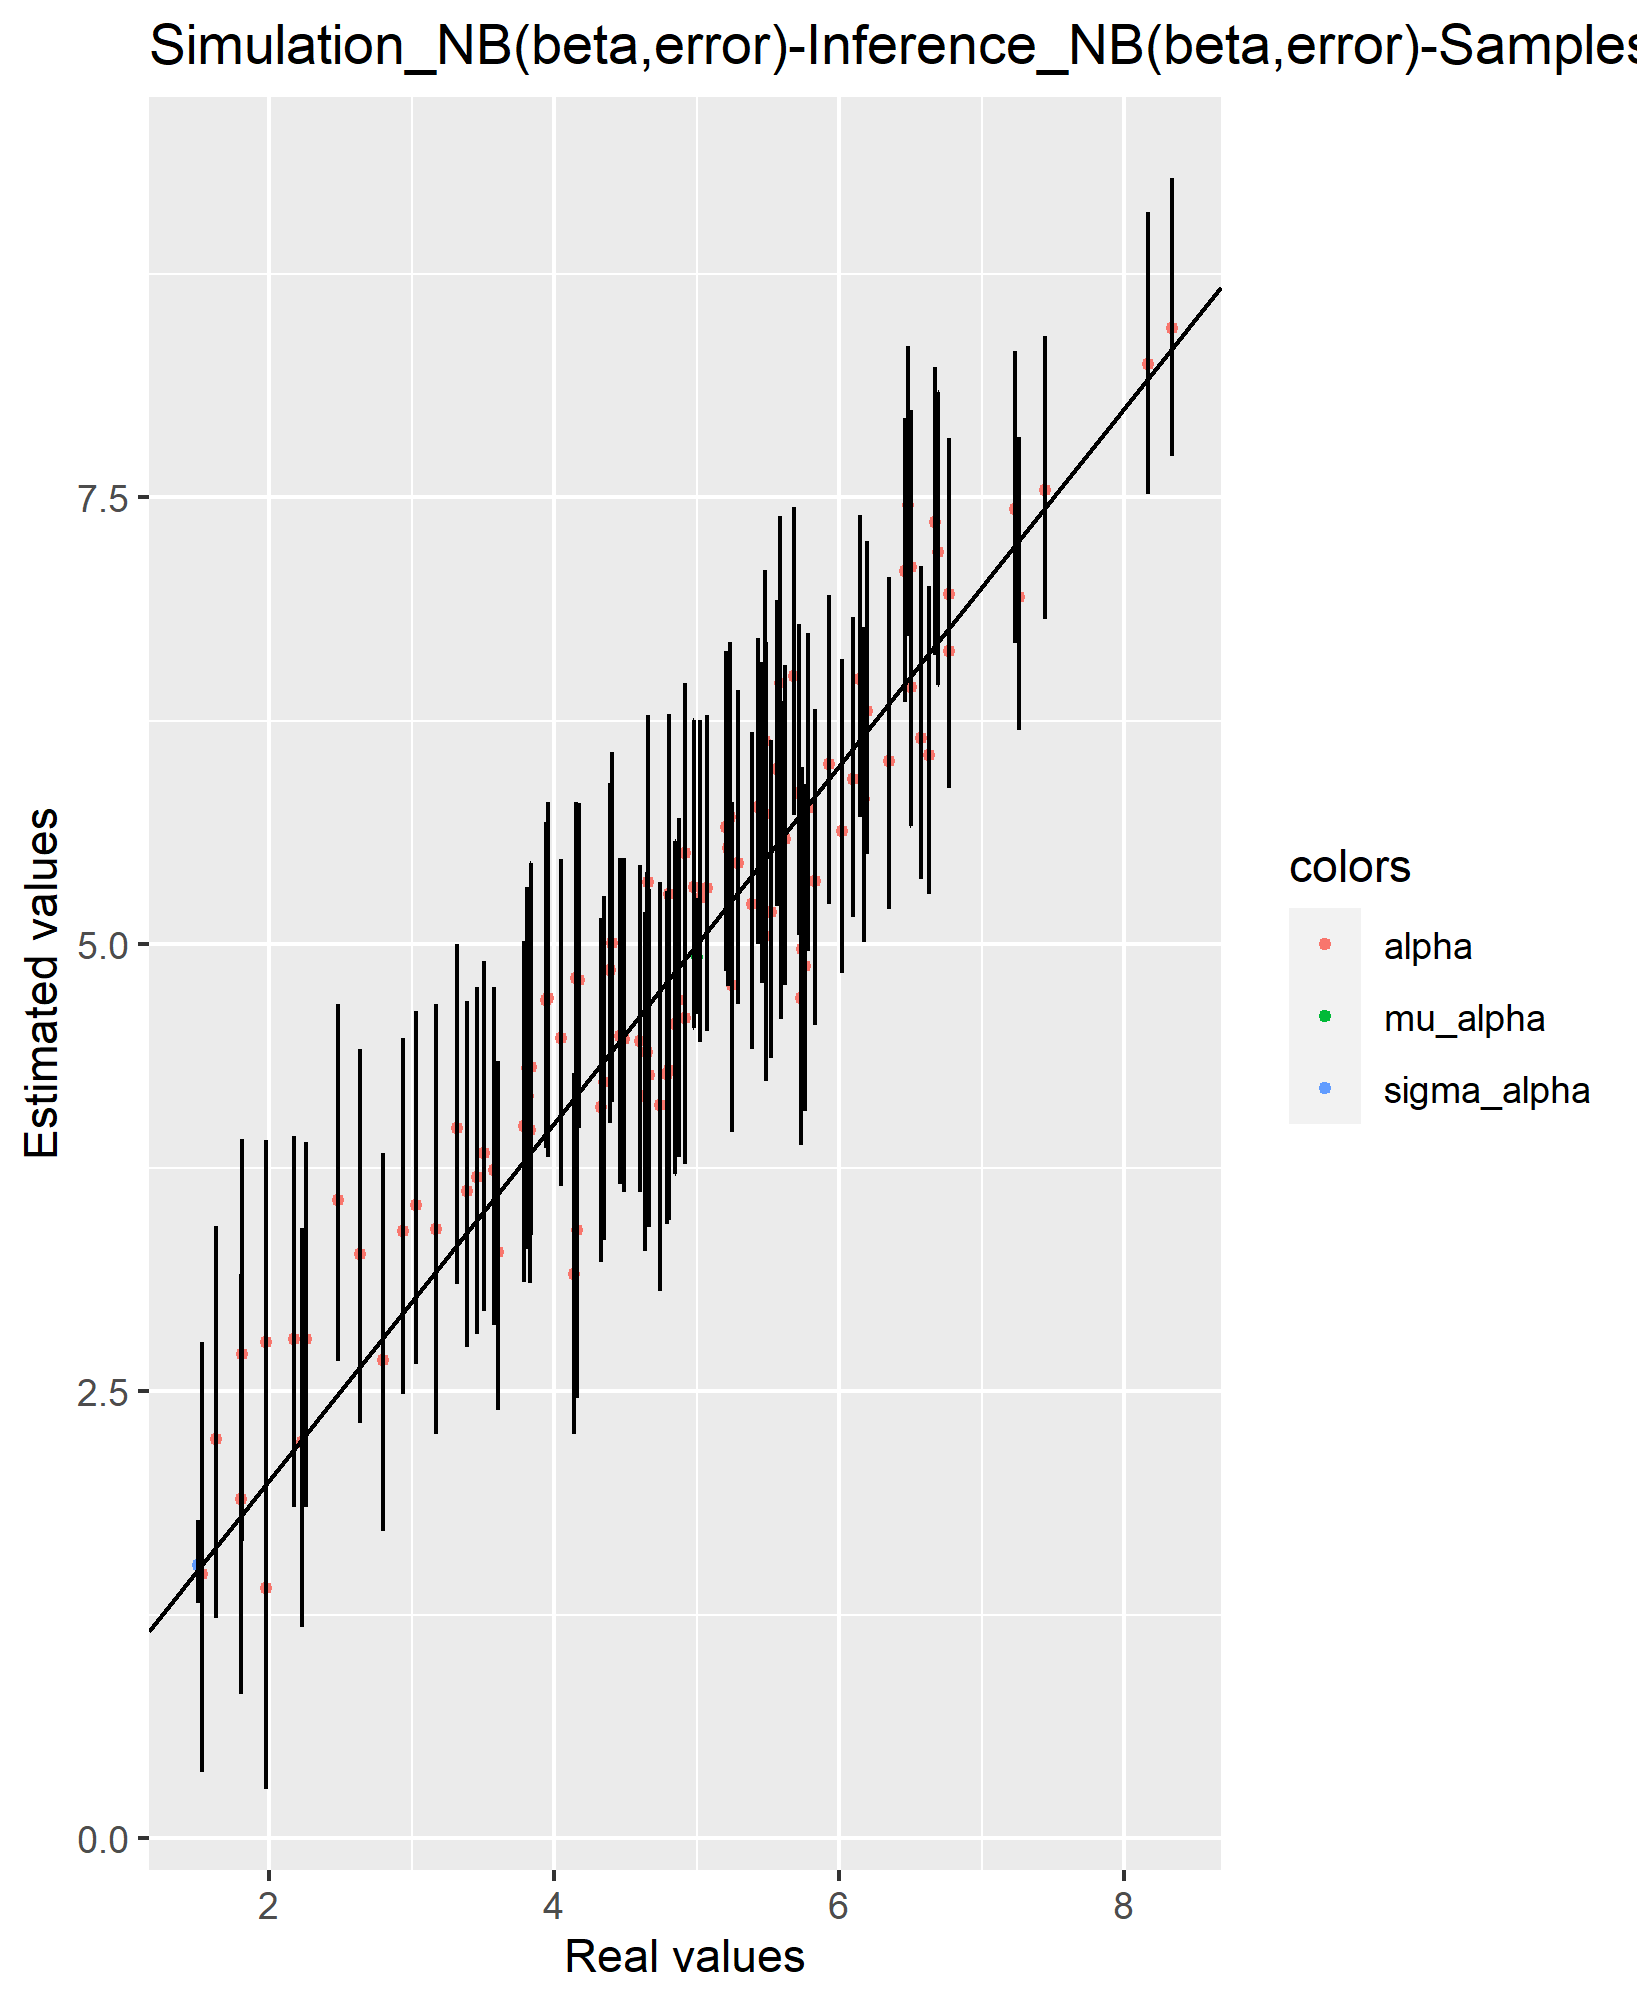 Simulation_NB(beta,error)-Inference_NB(beta,error)-Samples
Estimated values
7.5
5.0
2.5
0.0
2 4 6 8
Real values
colors
alpha
mu_alpha
sigma_alpha